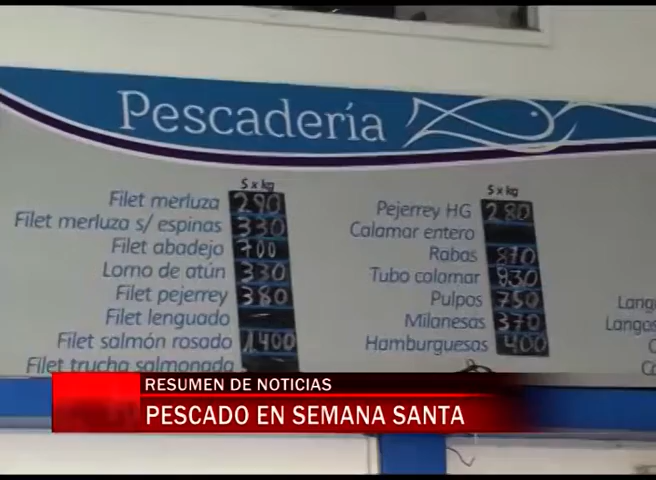 Pescadería
$ x kg
Filet merluza 290
Filet merluza s/ espinas 330
Filet abadejo 700
Lomo de atún 330
Filet pejerrey 380
Filet lenguado
Filet salmón rosado 1.400
Filet trucha salmonada
$ x kg
Pejerrey HG 280
Calamar entero
Rabas 870
Tubo calamar 830
Pulpos 750
Milanesas 370
Hamburguesas 400
RESUMEN DE NOTICIAS
PESCADO EN SEMANA SANTA